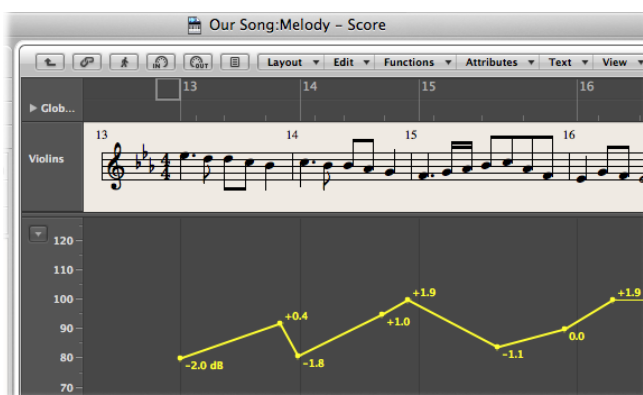 Our Song:Melody – Score
IN OUT Layout Edit Functions Attributes Text View
13 14 15 16
Glob...
13 14 15 16
Violins
120
110
100 +1.9 +1.9
+0.4
+1.0
90
0.0
80 -1.1
-2.0 dB -1.8
70